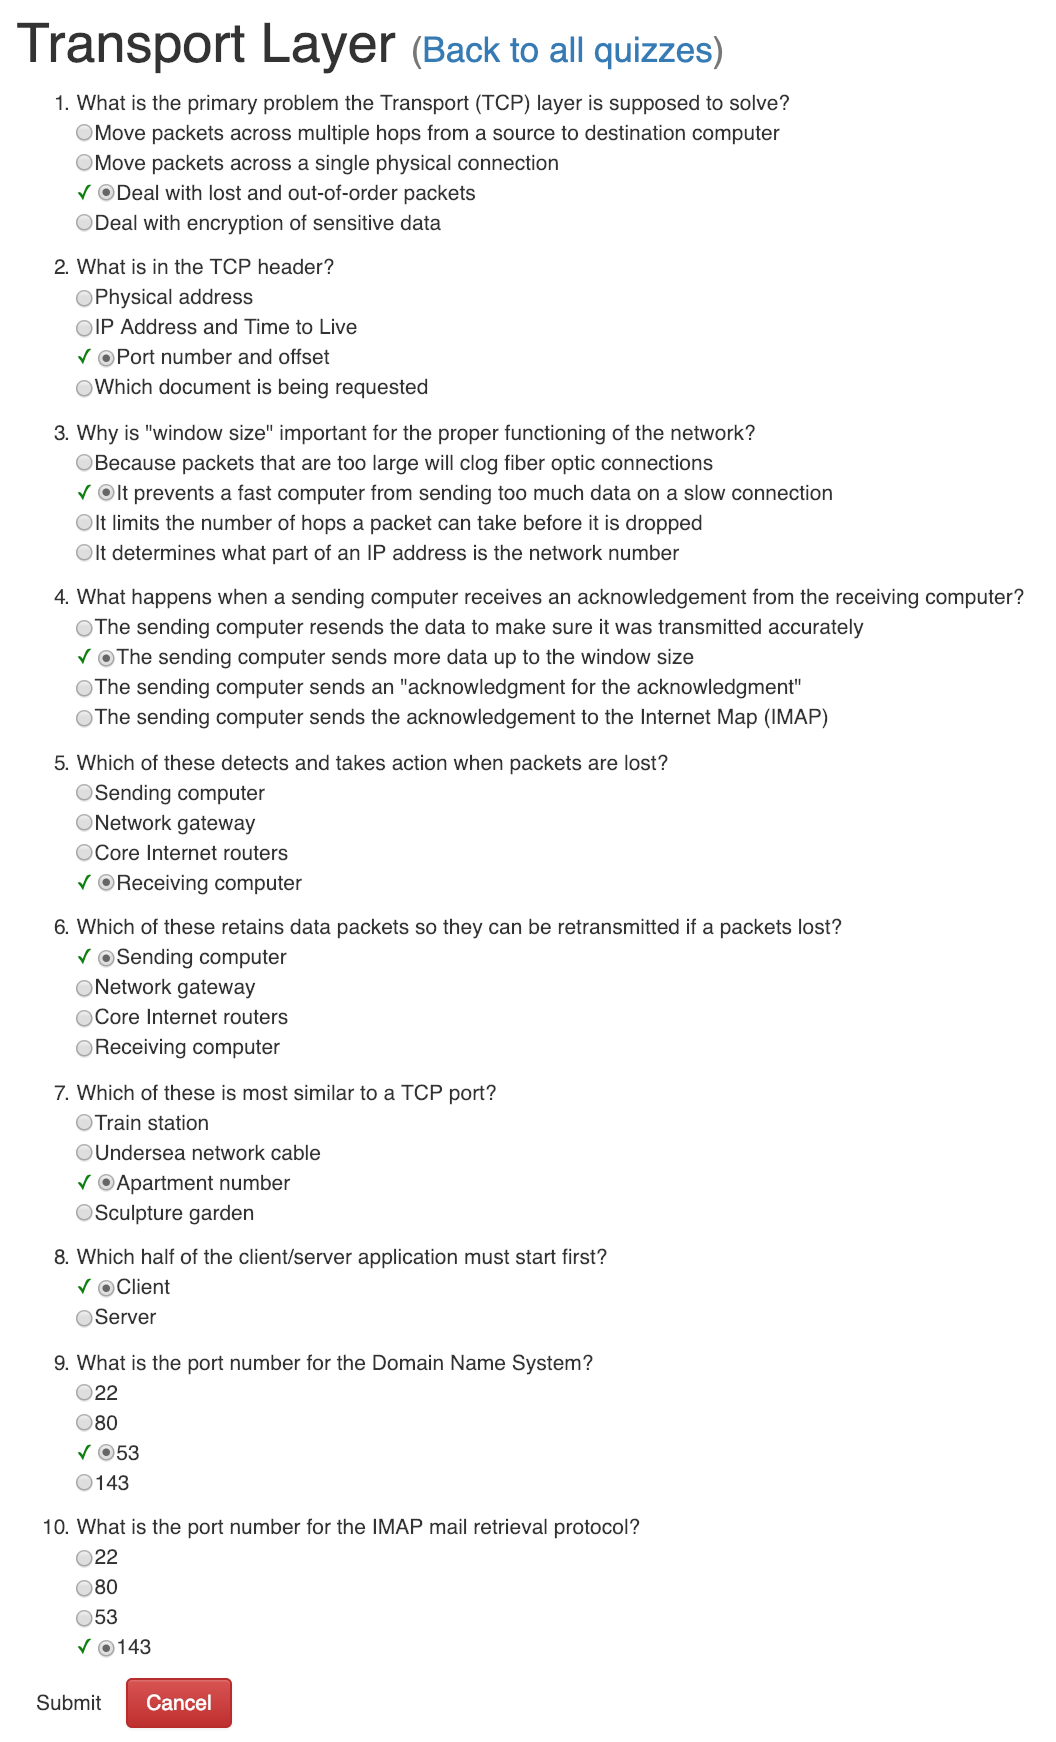 Transport Layer (Back to all quizzes)
1. What is the primary problem the Transport (TCP) layer is supposed to solve?
Move packets across multiple hops from a source to destination computer
Move packets across a single physical connection
✓ Deal with lost and out-of-order packets
Deal with encryption of sensitive data
2. What is in the TCP header?
Physical address
IP Address and Time to Live
✓ Port number and offset
Which document is being requested
3. Why is "window size" important for the proper functioning of the network?
Because packets that are too large will clog fiber optic connections
✓ It prevents a fast computer from sending too much data on a slow connection
It limits the number of hops a packet can take before it is dropped
It determines what part of an IP address is the network number
4. What happens when a sending computer receives an acknowledgement from the receiving computer?
The sending computer resends the data to make sure it was transmitted accurately
✓ The sending computer sends more data up to the window size
The sending computer sends an "acknowledgment for the acknowledgment"
The sending computer sends the acknowledgement to the Internet Map (IMAP)
5. Which of these detects and takes action when packets are lost?
Sending computer
Network gateway
Core Internet routers
✓ Receiving computer
6. Which of these retains data packets so they can be retransmitted if a packets lost?
✓ Sending computer
Network gateway
Core Internet routers
Receiving computer
7. Which of these is most similar to a TCP port?
Train station
Undersea network cable
✓ Apartment number
Sculpture garden
8. Which half of the client/server application must start first?
✓ Client
Server
9. What is the port number for the Domain Name System?
22
80
✓ 53
143
10. What is the port number for the IMAP mail retrieval protocol?
22
80
53
✓ 143
Submit Cancel